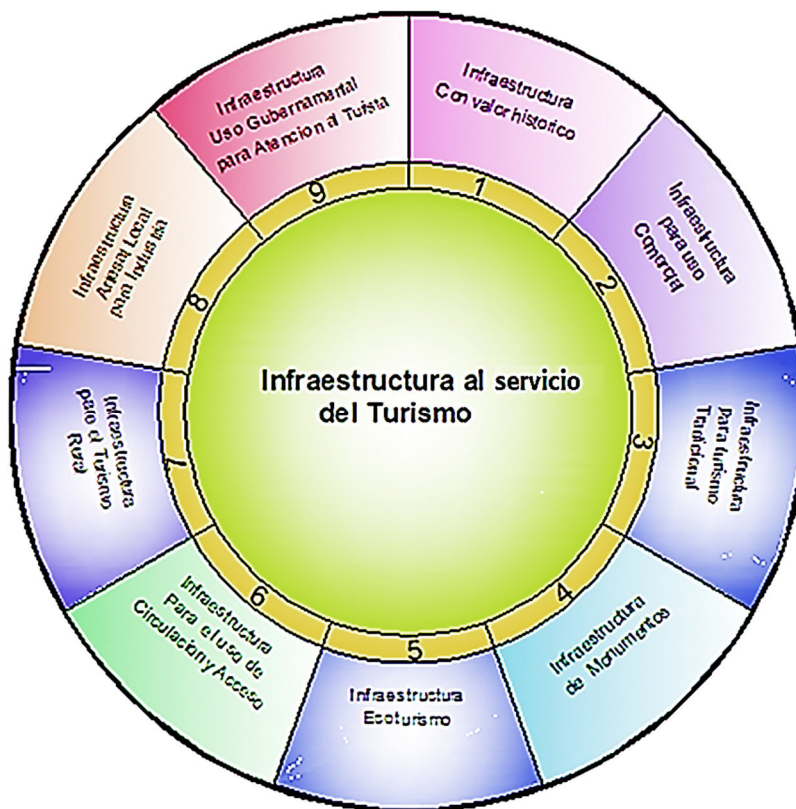 Infraestructura al servicio
del Turismo
1
Infraestructura
Con valor historico
2
Infraestructura
para uso
Comercial
3
Infraestructura
Para turismo
Tradicional
4
Infraestructura
de Monumentos
5
Infraestructura
Ecoturismo
6
Infraestructura
Para el uso de
Circulacion y Acceso
7
Infraestructura
para el Turismo
Rural
8
Infraestructura
Local
para Industria
9
Infraestructura
Uso Gubernamental
para Atencion al Tuista